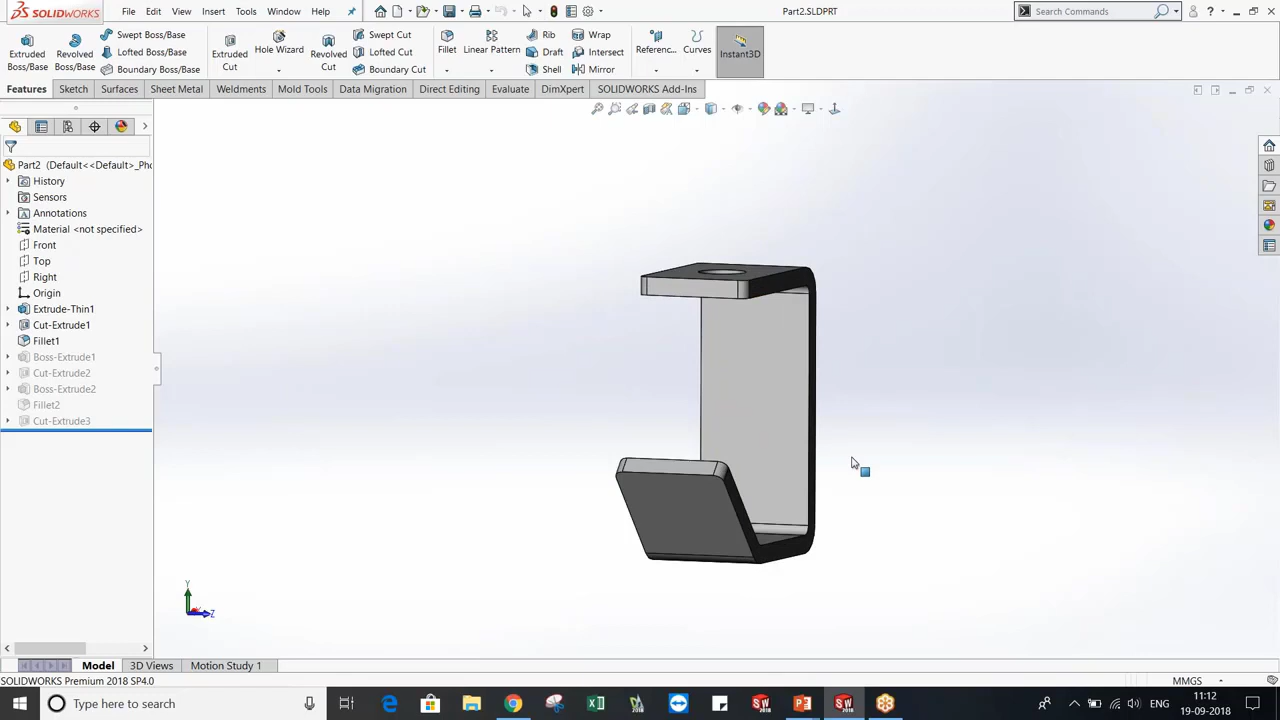 SOLIDWORKS File Edit View Insert Tools Window Help Part2.SLDPRT Search Commands
Extruded Boss/Base Revolved Boss/Base Swept Boss/Base Lofted Boss/Base Boundary Boss/Base Extruded Cut Hole Wizard Revolved Cut Swept Cut Lofted Cut Boundary Cut Fillet Linear Pattern Rib Draft Shell Wrap Intersect Mirror Referenc... Curves Instant3D
Features Sketch Surfaces Sheet Metal Weldments Mold Tools Data Migration Direct Editing Evaluate DimXpert SOLIDWORKS Add-Ins
Part2 (Default<<Default>_Pho
History
Sensors
Annotations
Material <not specified>
Front
Top
Right
Origin
Extrude-Thin1
Cut-Extrude1
Fillet1
Boss-Extrude1
Cut-Extrude2
Boss-Extrude2
Fillet2
Cut-Extrude3
Y
Z
Model 3D Views Motion Study 1
SOLIDWORKS Premium 2018 SP4.0 MMGS
Type here to search ENG 11:12
19-09-2018